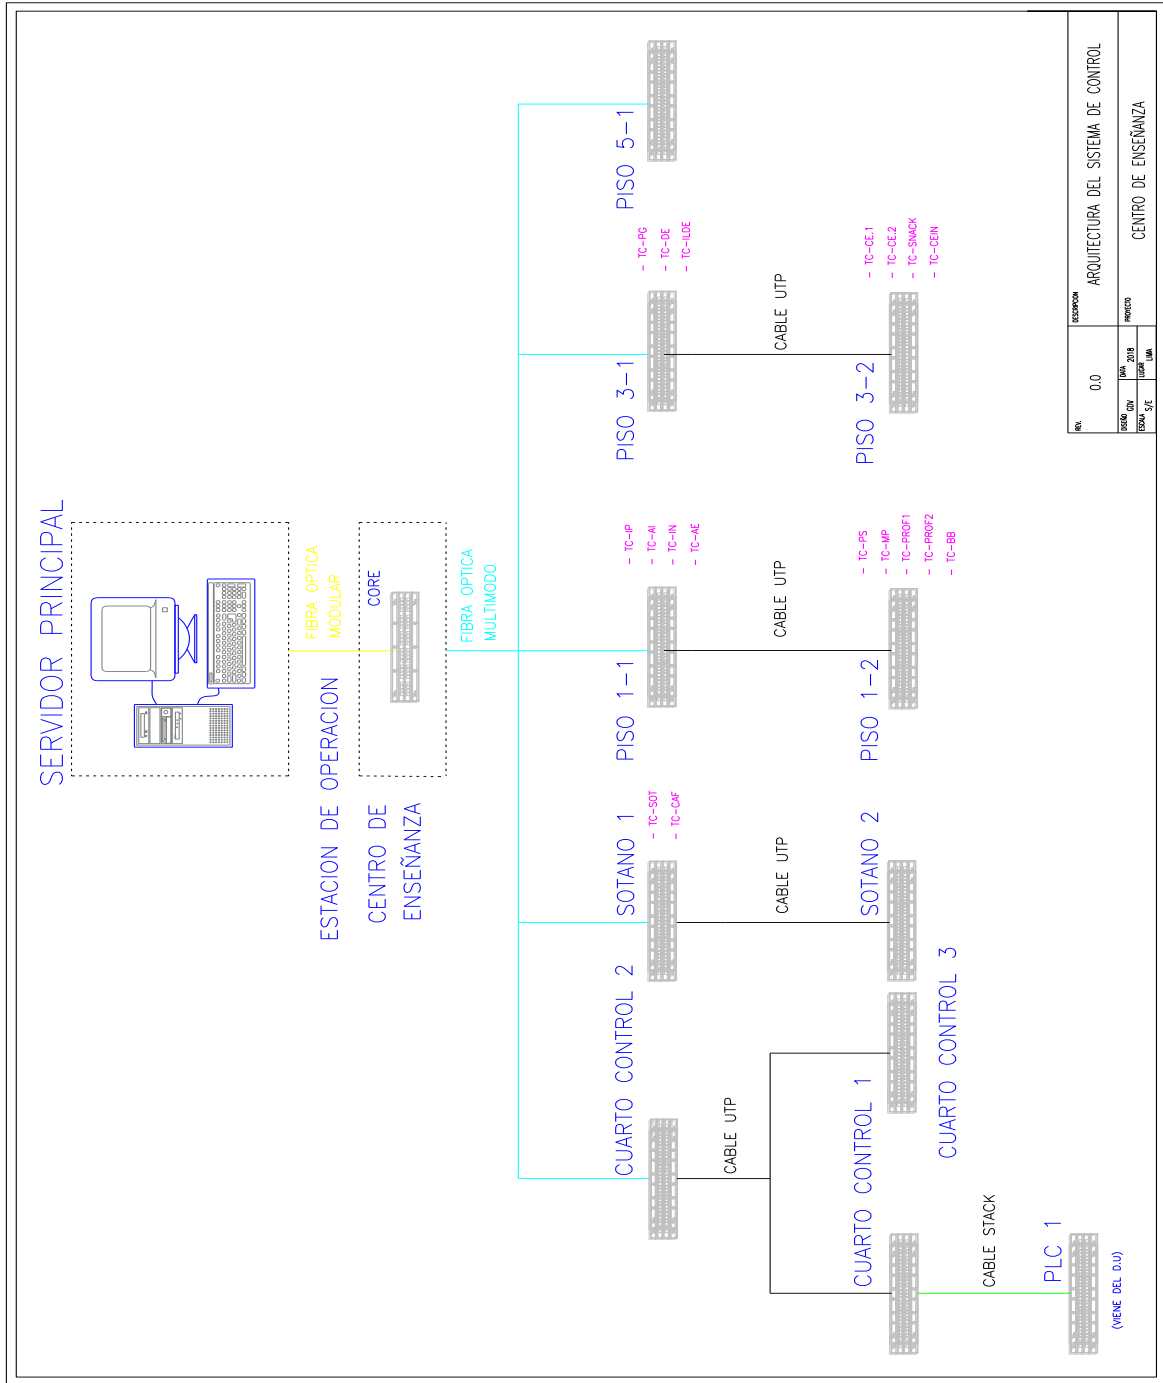 SERVIDOR PRINCIPAL
FIBRA OPTICA
MODULAR
ESTACION DE OPERACION
CORE
CENTRO DE
ENSEÑANZA
FIBRA OPTICA
MULTIMODO
CUARTO CONTROL 2
SOTANO 1
- TC-SOT
- TC-CAF
PISO 1-1
- TC-IP
- TC-AI
- TC-IN
- TC-AE
PISO 3-1
- TC-PG
- TC-DE
- TC-ILDE
PISO 5-1
CABLE UTP
CABLE UTP
CABLE UTP
CABLE UTP
CUARTO CONTROL 1
CUARTO CONTROL 3
SOTANO 2
PISO 1-2
- TC-PS
- TC-MP
- TC-PROF1
- TC-PROF2
- TC-BB
PISO 3-2
- TC-CE.1
- TC-CE.2
- TC-SNACK
- TC-CEIN
CABLE STACK
PLC 1
(VIENE DEL D.U)
REV.
0.0
DESCRIPCION
ARQUITECTURA DEL SISTEMA DE CONTROL
DISEÑO GDV
DATA 2018
ESCALA S/E
LUGAR LIMA
PROYECTO
CENTRO DE ENSEÑANZA